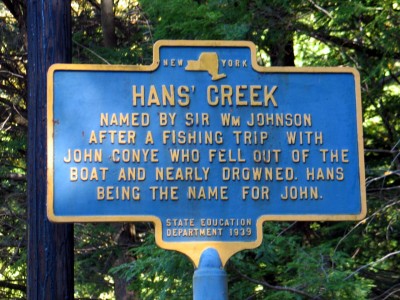 NEW YORK
HANS' CREEK
NAMED BY SIR WM JOHNSON
AFTER A FISHING TRIP WITH
JOHN CONYE WHO FELL OUT OF THE
BOAT AND NEARLY DROWNED. HANS
BEING THE NAME FOR JOHN.
STATE EDUCATION
DEPARTMENT 1939